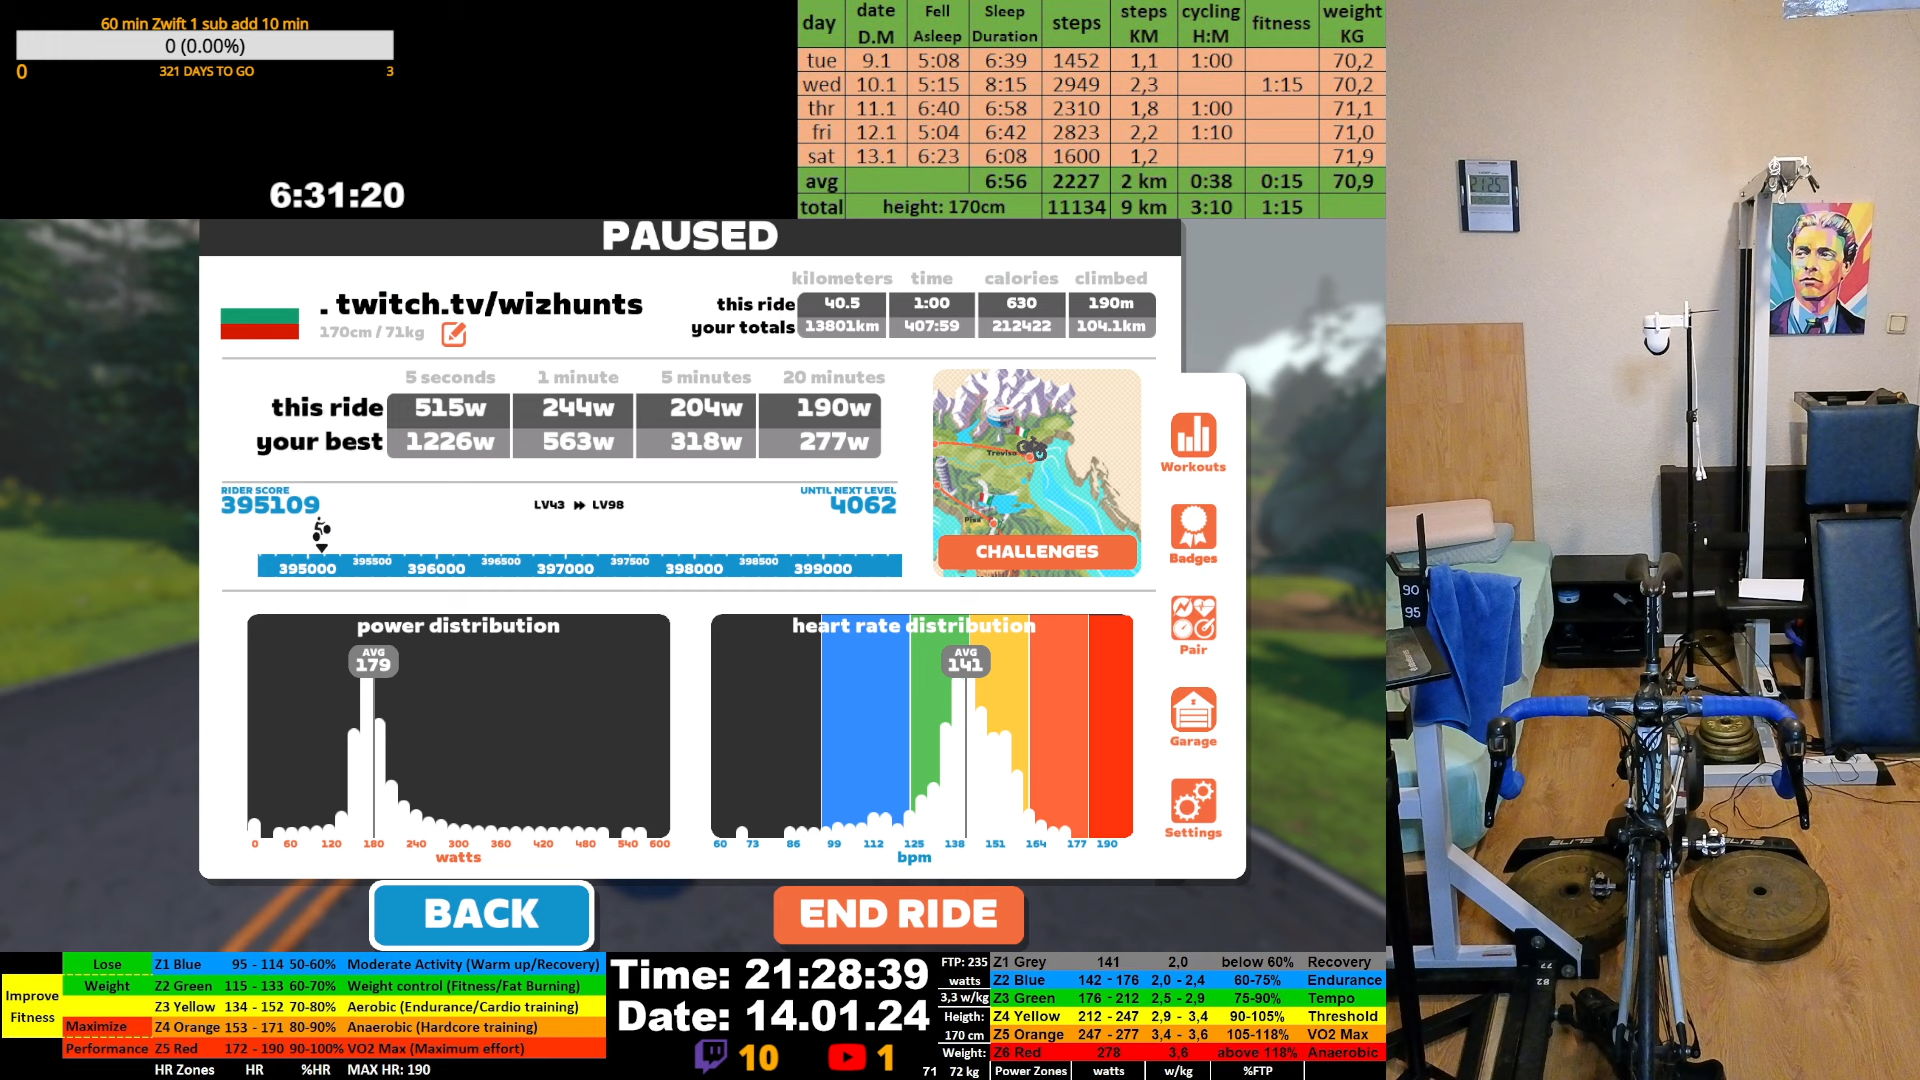 60 min Zwift 1 sub add 10 min
0 (0.00%)
0 321 DAYS TO GO 3
6:31:20
day date D.M Fell Asleep Sleep Duration steps steps KM cycling H:M fitness weight KG
tue 9.1 5:08 6:39 1452 1,1 1:00 70,2
wed 10.1 5:15 8:15 2949 2,3 1:15 70,2
thr 11.1 6:40 6:58 2310 1,8 1:00 71,1
fri 12.1 5:04 6:42 2823 2,2 1:10 71,0
sat 13.1 6:23 6:08 1600 1,2 71,9
avg 6:56 2227 2 km 0:38 0:15 70,9
total height: 170cm 11134 9 km 3:10 1:15
PAUSED
. twitch.tv/wizhunts
170cm / 71kg
kilometers time calories climbed
this ride 40.5 1:00 630 190m
your totals 13801km 407:59 212422 104.1km
5 seconds 1 minute 5 minutes 20 minutes
this ride 515w 244w 204w 190w
your best 1226w 563w 318w 277w
RIDER SCORE
395109
LV43 LV98
UNTIL NEXT LEVEL
4062
395000 395500 396000 396500 397000 397500 398000 398500 399000
Treviso
Pisa
CHALLENGES
Workouts
Badges
Pair
Garage
Settings
power distribution
AVG
179
0 60 120 180 240 300 360 420 480 540 600
watts
heart rate distribution
AVG
141
60 73 86 99 112 125 138 151 164 177 190
bpm
BACK
END RIDE
Improve Fitness
Lose Weight
Maximize Performance
Z1 Blue 95 - 114 50-60% Moderate Activity (Warm up/Recovery)
Z2 Green 115 - 133 60-70% Weight control (Fitness/Fat Burning)
Z3 Yellow 134 - 152 70-80% Aerobic (Endurance/Cardio training)
Z4 Orange 153 - 171 80-90% Anaerobic (Hardcore training)
Z5 Red 172 - 190 90-100% VO2 Max (Maximum effort)
HR Zones HR %HR MAX HR: 190
Time: 21:28:39
Date: 14.01.24
10 1
FTP: 235
watts
3,3 w/kg
Heigth:
170 cm
Weight:
71 72 kg
Z1 Grey 141 2,0 below 60% Recovery
Z2 Blue 142 - 176 2,0 - 2,4 60-75% Endurance
Z3 Green 176 - 212 2,5 - 2,9 75-90% Tempo
Z4 Yellow 212 - 247 2,9 - 3,4 90-105% Threshold
Z5 Orange 247 - 277 3,4 - 3,6 105-118% VO2 Max
Z6 Red 278 3,6 above 118% Anaerobic
Power Zones watts w/kg %FTP
90
95
ELITE
TREK